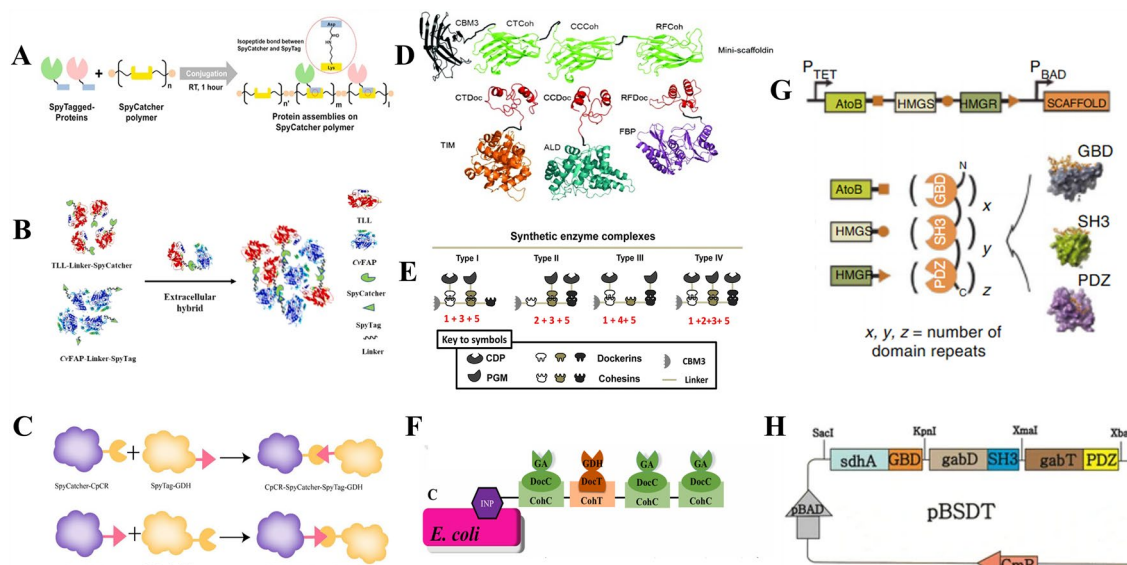 A
SpyTagged-
Proteins
+
SpyCatcher
polymer
n
Conjugation
RT, 1 hour
Isopeptide bond between
SpyCatcher and SpyTag
Asp
Lys
n'
m
l
Protein assemblies on
SpyCatcher polymer
B
TLL-Linker-SpyCatcher
CvFAP-Linker-SpyTag
Extracellular
hybrid
TLL
CvFAP
SpyCatcher
SpyTag
Linker
C
+
SpyCatcher-CpCR
SpyTag-GDH
CpCR-SpyCatcher-SpyTag-GDH
+
D
CBM3
CTCoh
CCCoh
RFCoh
Mini-scaffoldin
CTDoc
CCDoc
RFDoc
TIM
ALD
FBP
Synthetic enzyme complexes
E
Type I
Type II
Type III
Type IV
1 + 3 + 5
2 + 3 + 5
1 + 4+ 5
1 +2+3+ 5
Key to symbols
CDP
Dockerins
CBM3
PGM
Cohesins
Linker
F
C
INP
E. coli
GA
GDH
GA
GA
DocC
DocT
DocC
DocC
CohC
CohT
CohC
CohC
G
PTET
PBAD
AtoB
HMGS
HMGR
SCAFFOLD
AtoB
HMGS
HMGR
N
GBD
x
SH3
y
PDZ
C
z
GBD
SH3
PDZ
x, y, z = number of
domain repeats
H
SacI
KpnI
XmaI
Xba
sdhA
GBD
gabD
SH3
gabT
PDZ
pBAD
pBSDT
CmR